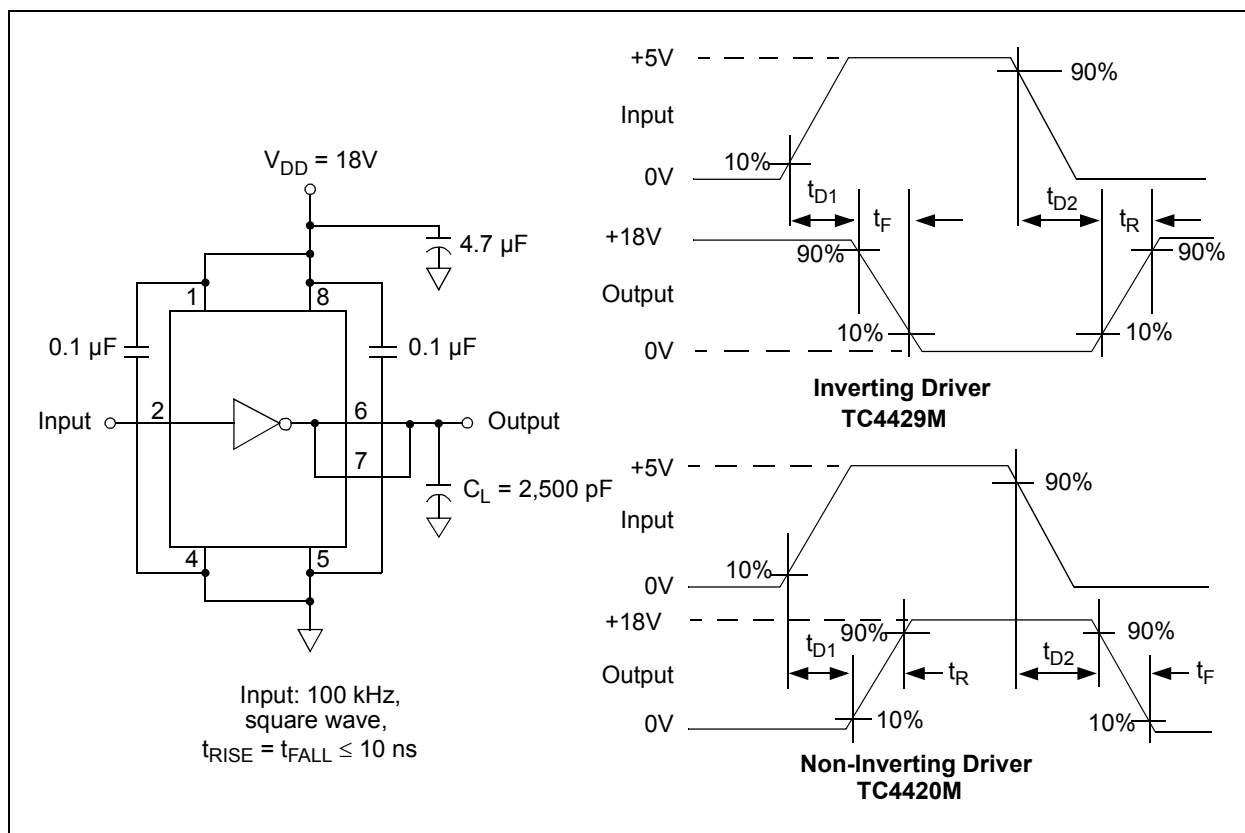 V_DD = 18V
4.7 µF
1
8
0.1 µF
0.1 µF
Input
2
6
Output
7
C_L = 2,500 pF
4
5
Input: 100 kHz,
square wave,
t_RISE = t_FALL ≤ 10 ns
+5V
90%
Input
10%
0V
t_D1
t_F
t_D2
t_R
+18V
90%
90%
Output
10%
10%
0V
Inverting Driver
TC4429M
+5V
90%
Input
10%
0V
+18V
t_D1
90%
t_D2
90%
Output
t_R
t_F
10%
10%
0V
Non-Inverting Driver
TC4420M